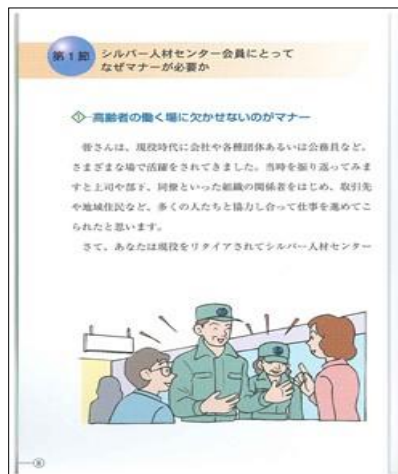 第1節
シルバー人材センター会員にとって
なぜマナーが必要か
① 高齢者の働く場に欠かせないのがマナー
皆さんは、現役時代に会社や各種団体あるいは公務員など、
さまざまな場で活躍をされてきました。当時を振り返ってみま
すと上司や部下、同僚といった組織の関係者をはじめ、取引先
や地域住民など、多くの人たちと協力し合って仕事を進めてこ
られたと思います。
さて、あなたは現役をリタイアされてシルバー人材センター
8